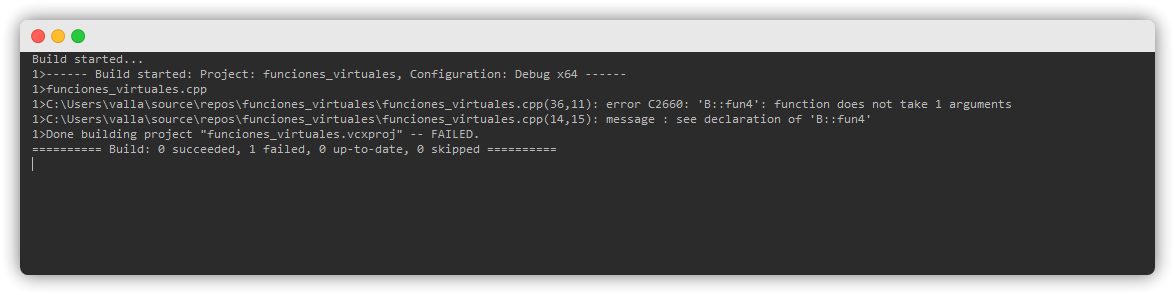 Build started...
1>------ Build started: Project: funciones_virtuales, Configuration: Debug x64 ------
1>funciones_virtuales.cpp
1>C:\Users\valla\source\repos\funciones_virtuales\funciones_virtuales.cpp(36,11): error C2660: 'B::fun4': function does not take 1 arguments
1>C:\Users\valla\source\repos\funciones_virtuales\funciones_virtuales.cpp(14,15): message : see declaration of 'B::fun4'
1>Done building project "funciones_virtuales.vcxproj" -- FAILED.
========== Build: 0 succeeded, 1 failed, 0 up-to-date, 0 skipped ==========